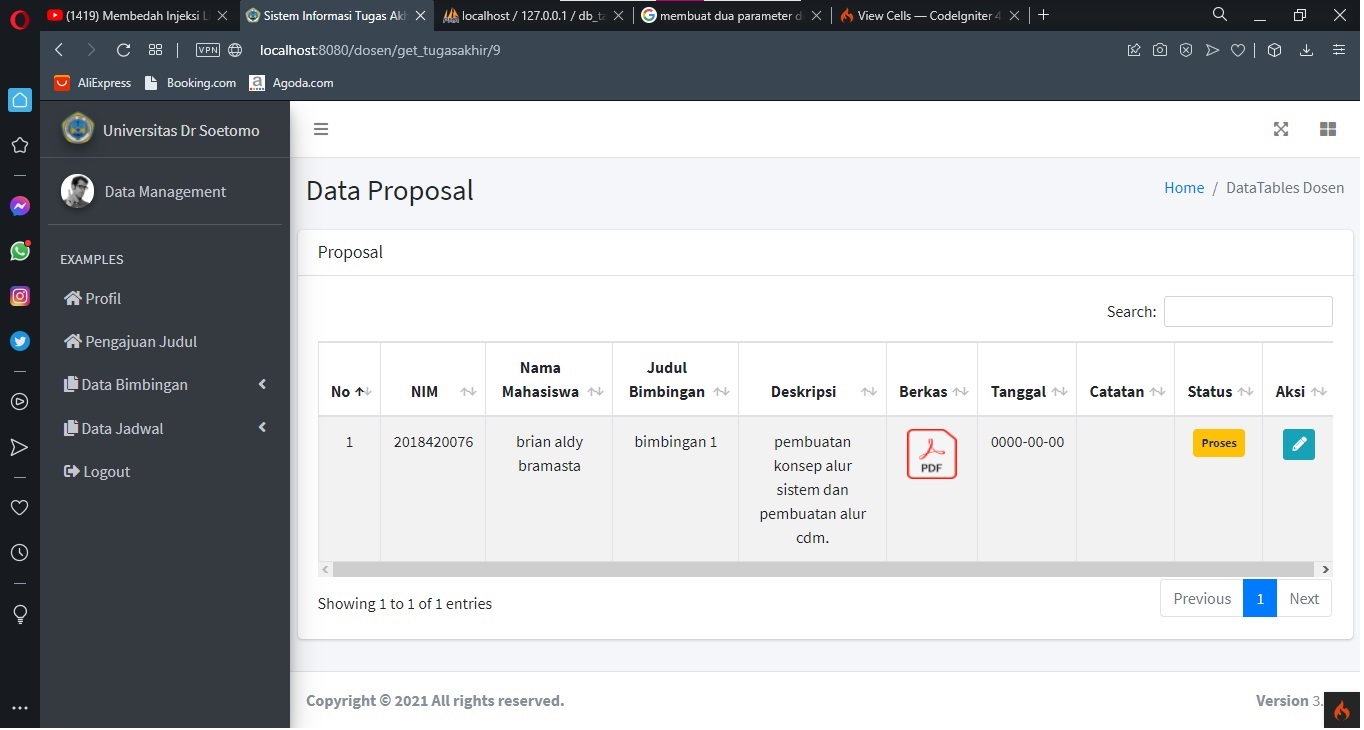 (1419) Membedah Injeksi L
Sistem Informasi Tugas Akh
localhost / 127.0.0.1 / db_ta
membuat dua parameter d
View Cells — CodeIgniter 4
VPN
localhost:8080/dosen/get_tugasakhir/9
AliExpress
Booking.com
a Agoda.com
Universitas Dr Soetomo
Data Management
EXAMPLES
Profil
Pengajuan Judul
Data Bimbingan
Data Jadwal
Logout
Data Proposal
Home / DataTables Dosen
Proposal
Search:
No NIM Nama Mahasiswa Judul Bimbingan Deskripsi Berkas Tanggal Catatan Status Aksi
1 2018420076 brian aldy bramasta bimbingan 1 pembuatan konsep alur sistem dan pembuatan alur cdm. PDF 0000-00-00 Proses
Showing 1 to 1 of 1 entries
Previous 1 Next
Copyright © 2021 All rights reserved.
Version 3.